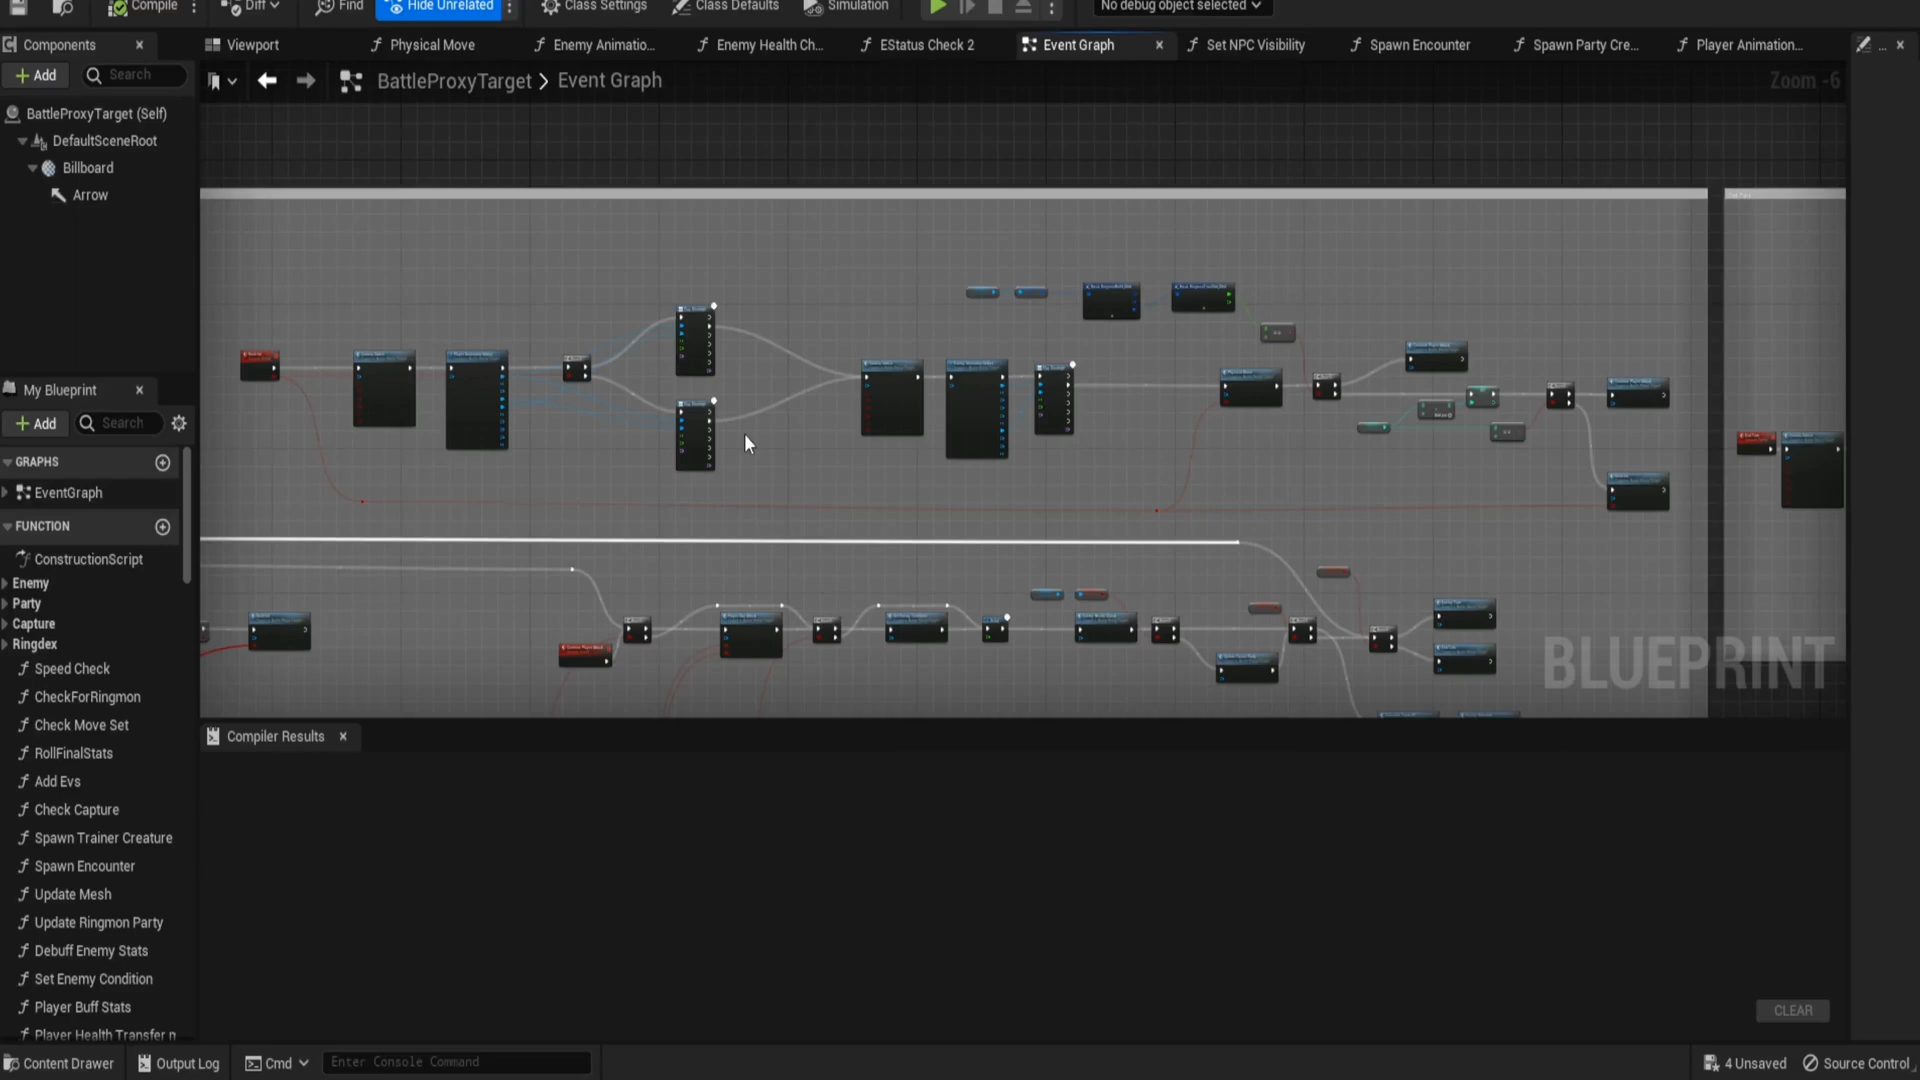 Compile
Diff
Find
Hide Unrelated
Class Settings
Class Defaults
Simulation
No debug object selected
Components
Viewport
Physical Move
Enemy Animatio...
Enemy Health Ch...
EStatus Check 2
Event Graph
Set NPC Visibility
Spawn Encounter
Spawn Party Cre...
Player Animation...
...
+ Add
Search
BattleProxyTarget > Event Graph
Zoom -6
BattleProxyTarget (Self)
DefaultSceneRoot
Billboard
Arrow
My Blueprint
+ Add
Search
GRAPHS
EventGraph
FUNCTION
ConstructionScript
Enemy
Party
Capture
Ringdex
Speed Check
CheckForRingmon
Check Move Set
RollFinalStats
Add Evs
Check Capture
Spawn Trainer Creature
Spawn Encounter
Update Mesh
Update Ringmon Party
Debuff Enemy Stats
Set Enemy Condition
Player Buff Stats
Player Health Transfer n
BLUEPRINT
Compiler Results
CLEAR
Content Drawer
Output Log
Cmd
Enter Console Command
4 Unsaved
Source Control